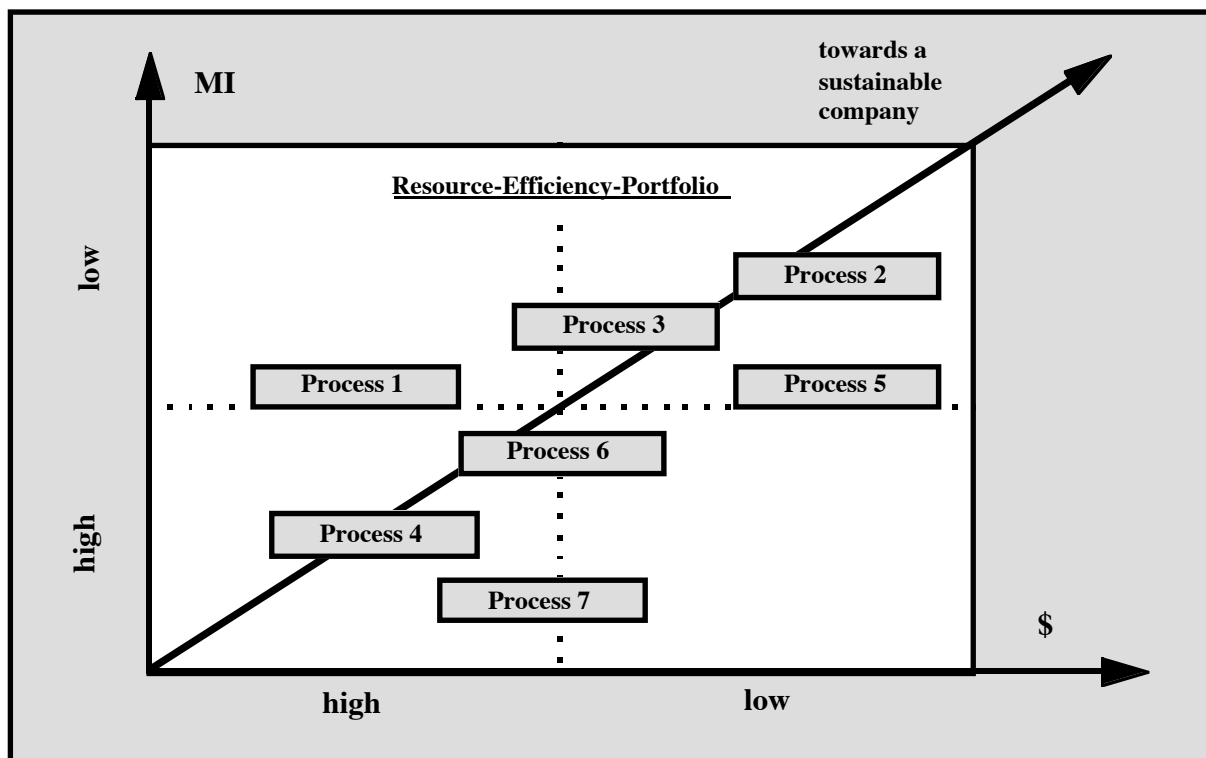 MI
towards a
sustainable
company
Resource-Efficiency-Portfolio
low
Process 2
Process 3
Process 1
Process 5
Process 6
high
Process 4
Process 7
$
high
low